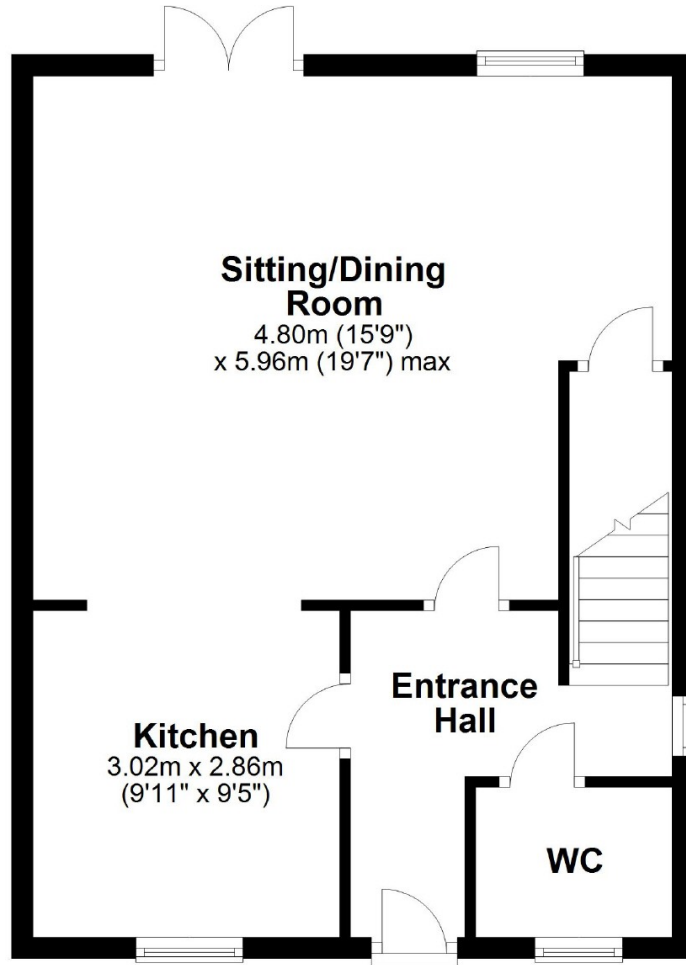 Sitting/Dining
Room
4.80m (15'9")
x 5.96m (19'7") max
Entrance
Hall
Kitchen
3.02m x 2.86m
(9'11" x 9'5")
WC